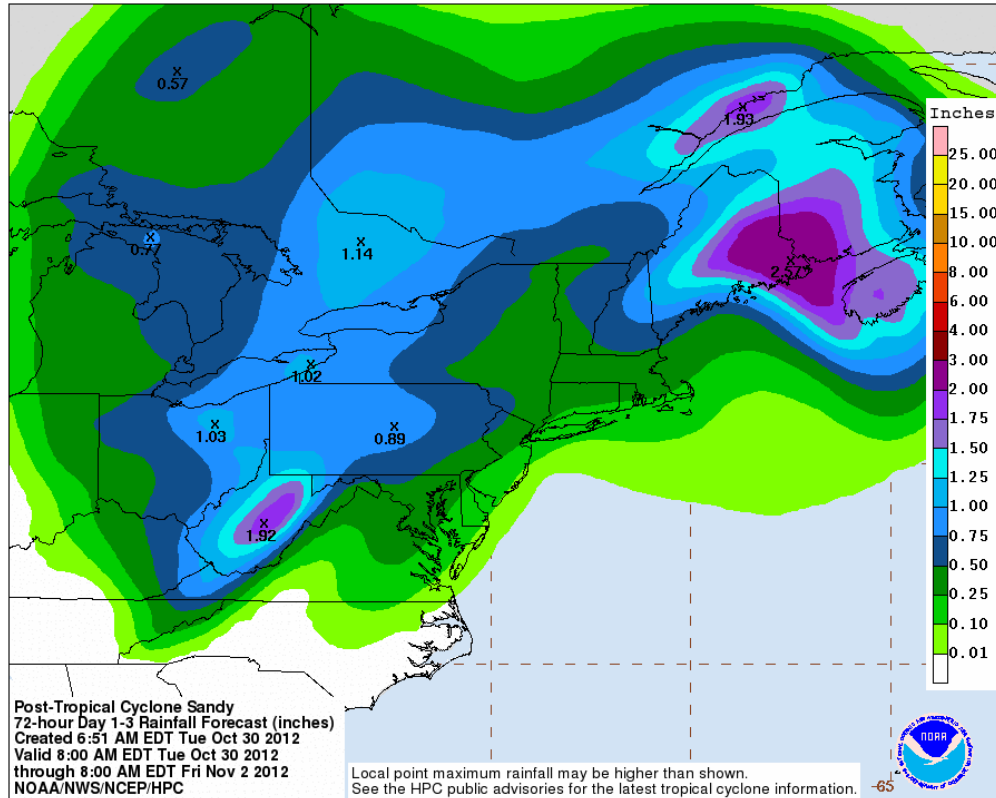 0.57
1.93
Inches
25.00
20.00
15.00
10.00
8.00
6.00
4.00
3.00
2.00
1.75
1.50
1.25
1.00
0.75
0.50
0.25
0.10
0.01
0.77
1.14
2.57
1.02
1.03
0.89
1.92
Post-Tropical Cyclone Sandy
72-hour Day 1-3 Rainfall Forecast (inches)
Created 6:51 AM EDT Tue Oct 30 2012
Valid 8:00 AM EDT Tue Oct 30 2012
through 8:00 AM EDT Fri Nov 2 2012
NOAA/NWS/NCEP/HPC
Local point maximum rainfall may be higher than shown.
See the HPC public advisories for the latest tropical cyclone information.
-65
NOAA